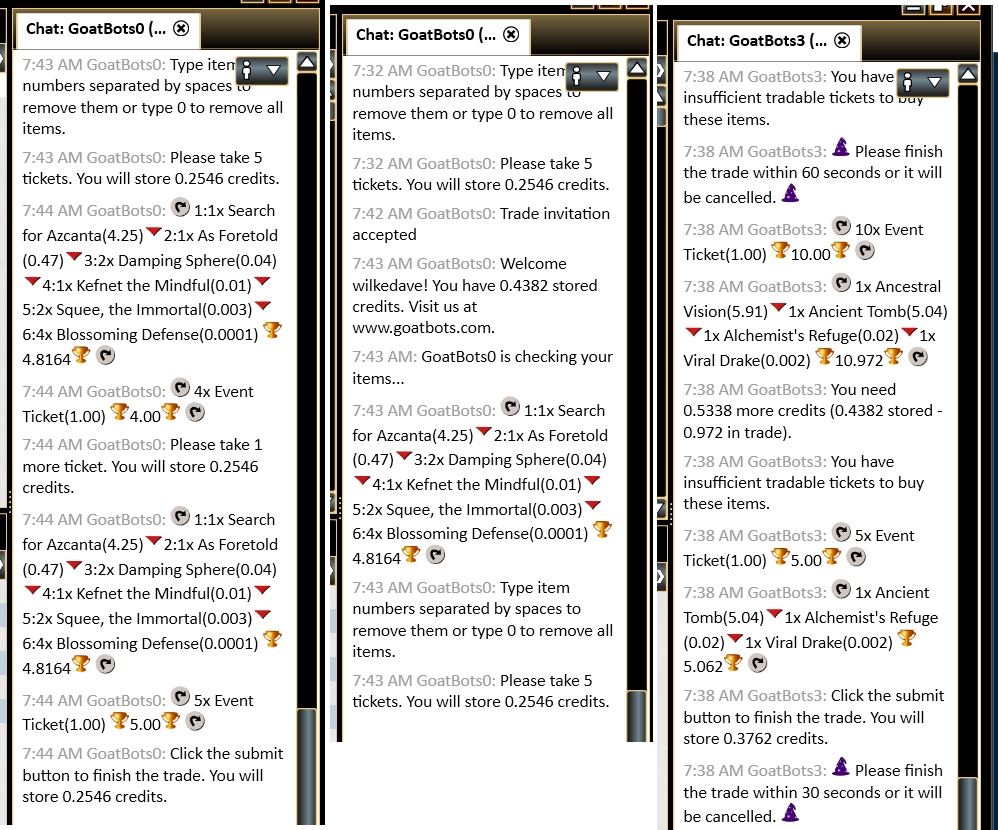 Chat: GoatBots0 (...
7:43 AM GoatBots0: Type item
numbers separated by spaces to
remove them or type 0 to remove all
items.
7:43 AM GoatBots0: Please take 5
tickets. You will store 0.2546 credits.
7:44 AM GoatBots0: 1:1x Search
for Azcanta(4.25) 2:1x As Foretold
(0.47) 3:2x Damping Sphere(0.04)
4:1x Kefnet the Mindful(0.01)
5:2x Squee, the Immortal(0.003)
6:4x Blossoming Defense(0.0001)
4.8164
7:44 AM GoatBots0: 4x Event
Ticket(1.00) 4.00
7:44 AM GoatBots0: Please take 1
more ticket. You will store 0.2546
credits.
7:44 AM GoatBots0: 1:1x Search
for Azcanta(4.25) 2:1x As Foretold
(0.47) 3:2x Damping Sphere(0.04)
4:1x Kefnet the Mindful(0.01)
5:2x Squee, the Immortal(0.003)
6:4x Blossoming Defense(0.0001)
4.8164
7:44 AM GoatBots0: 5x Event
Ticket(1.00) 5.00
7:44 AM GoatBots0: Click the submit
button to finish the trade. You will
store 0.2546 credits.
Chat: GoatBots0 (...
7:32 AM GoatBots0: Type item
numbers separated by spaces to
remove them or type 0 to remove all
items.
7:32 AM GoatBots0: Please take 5
tickets. You will store 0.2546 credits.
7:42 AM GoatBots0: Trade invitation
accepted
7:43 AM GoatBots0: Welcome
wilkedave! You have 0.4382 stored
credits. Visit us at
www.goatbots.com.
7:43 AM: GoatBots0 is checking your
items...
7:43 AM GoatBots0: 1:1x Search
for Azcanta(4.25) 2:1x As Foretold
(0.47) 3:2x Damping Sphere(0.04)
4:1x Kefnet the Mindful(0.01)
5:2x Squee, the Immortal(0.003)
6:4x Blossoming Defense(0.0001)
4.8164
7:43 AM GoatBots0: Type item
numbers separated by spaces to
remove them or type 0 to remove all
items.
7:43 AM GoatBots0: Please take 5
tickets. You will store 0.2546 credits.
Chat: GoatBots3 (...
7:38 AM GoatBots3: You have
insufficient tradable tickets to buy
these items.
7:38 AM GoatBots3: Please finish
the trade within 60 seconds or it will
be cancelled.
7:38 AM GoatBots3: 10x Event
Ticket(1.00) 10.00
7:38 AM GoatBots3: 1x Ancestral
Vision(5.91) 1x Ancient Tomb(5.04)
1x Alchemist's Refuge(0.02) 1x
Viral Drake(0.002) 10.972
7:38 AM GoatBots3: You need
0.5338 more credits (0.4382 stored -
0.972 in trade).
7:38 AM GoatBots3: You have
insufficient tradable tickets to buy
these items.
7:38 AM GoatBots3: 5x Event
Ticket(1.00) 5.00
7:38 AM GoatBots3: 1x Ancient
Tomb(5.04) 1x Alchemist's Refuge
(0.02) 1x Viral Drake(0.002)
5.062
7:38 AM GoatBots3: Click the submit
button to finish the trade. You will
store 0.3762 credits.
7:38 AM GoatBots3: Please finish
the trade within 30 seconds or it will
be cancelled.